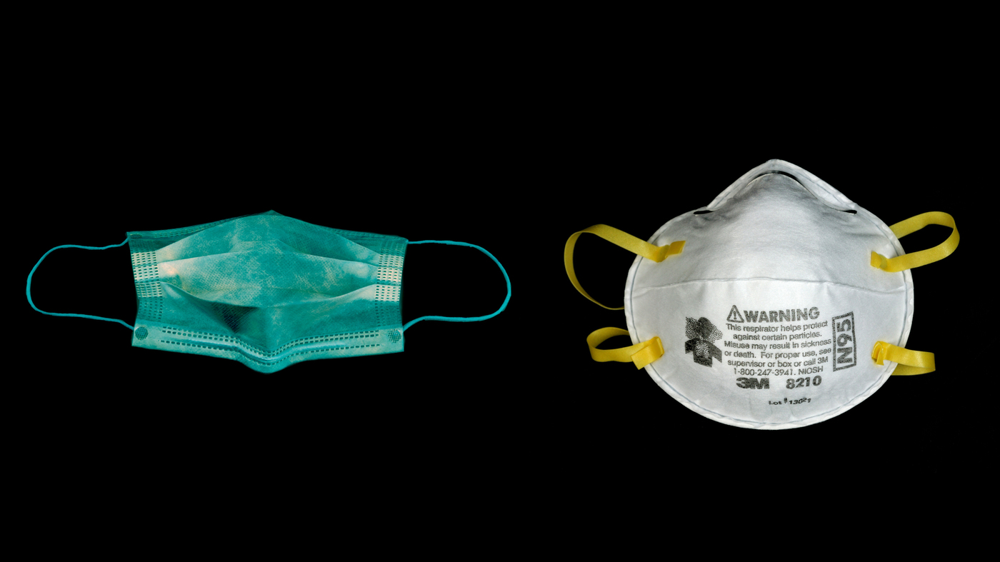 ⚠WARNING
This respirator helps protect
against certain particles.
Misuse may result in sickness
or death. For proper use, see
supervisor or box or call 3M
1-800-247-3941. NIOSH
3M 8210
Lot # 13021
N95